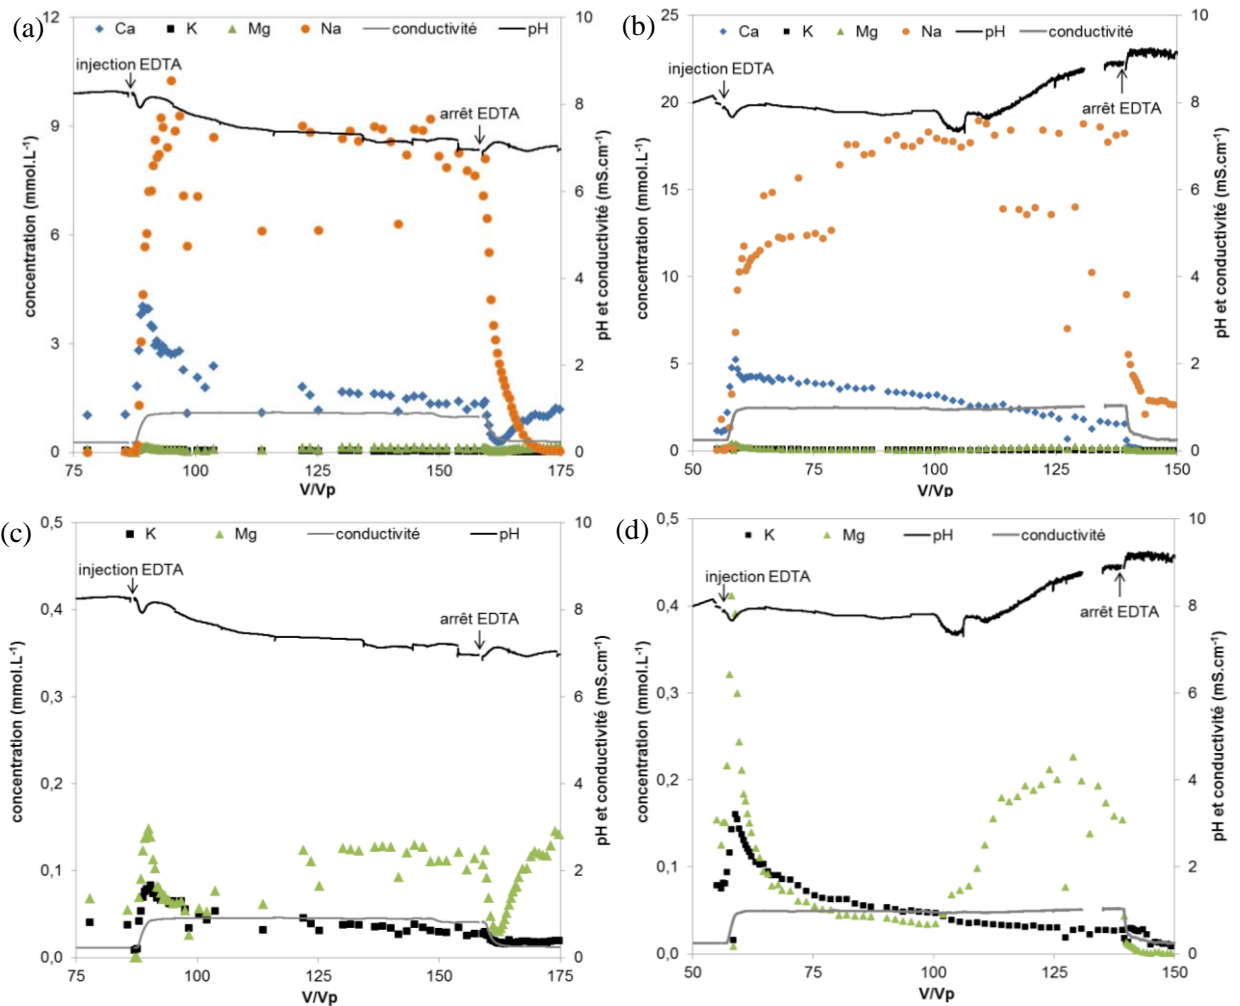 (a)
12
10
Ca K Mg Na conductivité pH
injection EDTA
arrêt EDTA
9
8
6
6
3
4
2
0
0
75 100 125 150 175
V/Vp
concentration (mmol.L⁻¹)
pH et conductivité (mS.cm⁻¹)
(b)
25
10
Ca K Mg Na pH conductivité
injection EDTA
arrêt EDTA
20
8
15
6
10
4
5
2
0
0
50 75 100 125 150
V/Vp
concentration (mmol.L⁻¹)
pH et conductivité (mS.cm⁻¹)
(c)
0,5
10
K Mg conductivité pH
injection EDTA
arrêt EDTA
0,4
8
0,3
6
0,2
4
0,1
2
0,0
0
75 100 125 150 175
V/Vp
concentration (mmol.L⁻¹)
pH et conductivité (mS.cm⁻¹)
(d)
0,5
10
K Mg pH conductivité
injection EDTA
arrêt EDTA
0,4
8
0,3
6
0,2
4
0,1
2
0,0
0
50 75 100 125 150
V/Vp
concentration (mmol.L⁻¹)
pH et conductivité (mS.cm⁻¹)